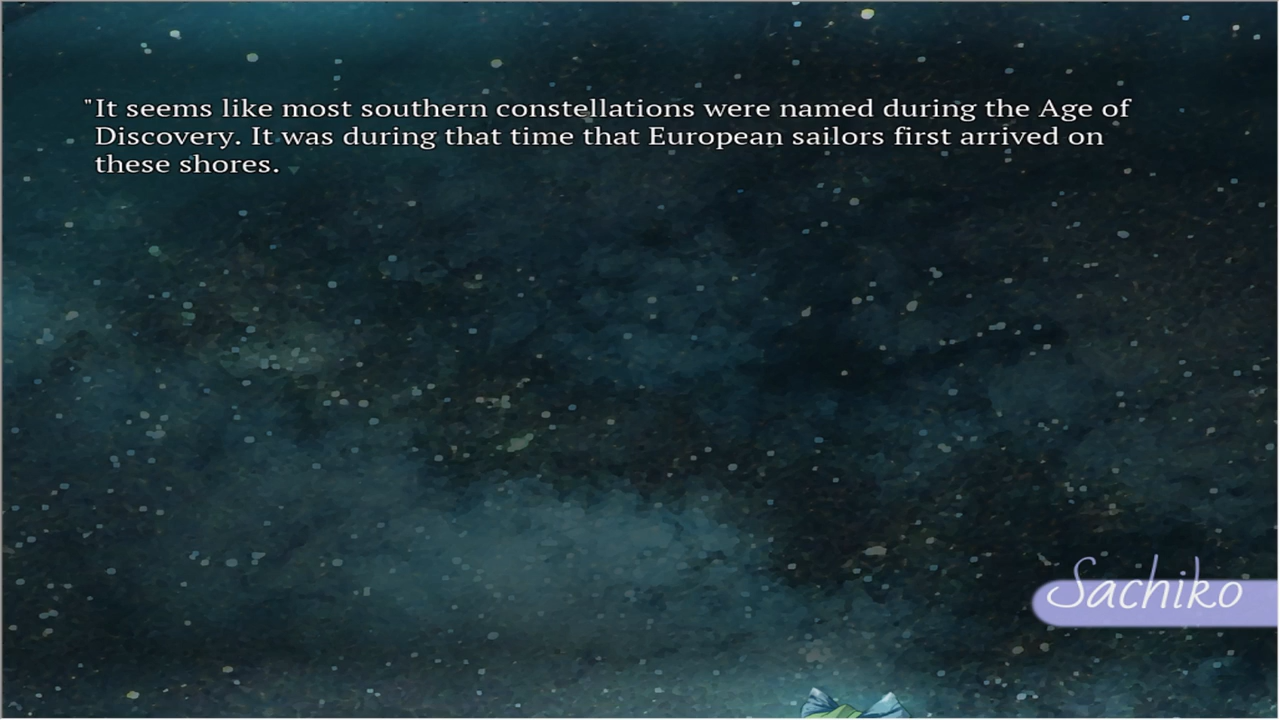 "It seems like most southern constellations were named during the Age of
Discovery. It was during that time that European sailors first arrived on
these shores.
Sachiko